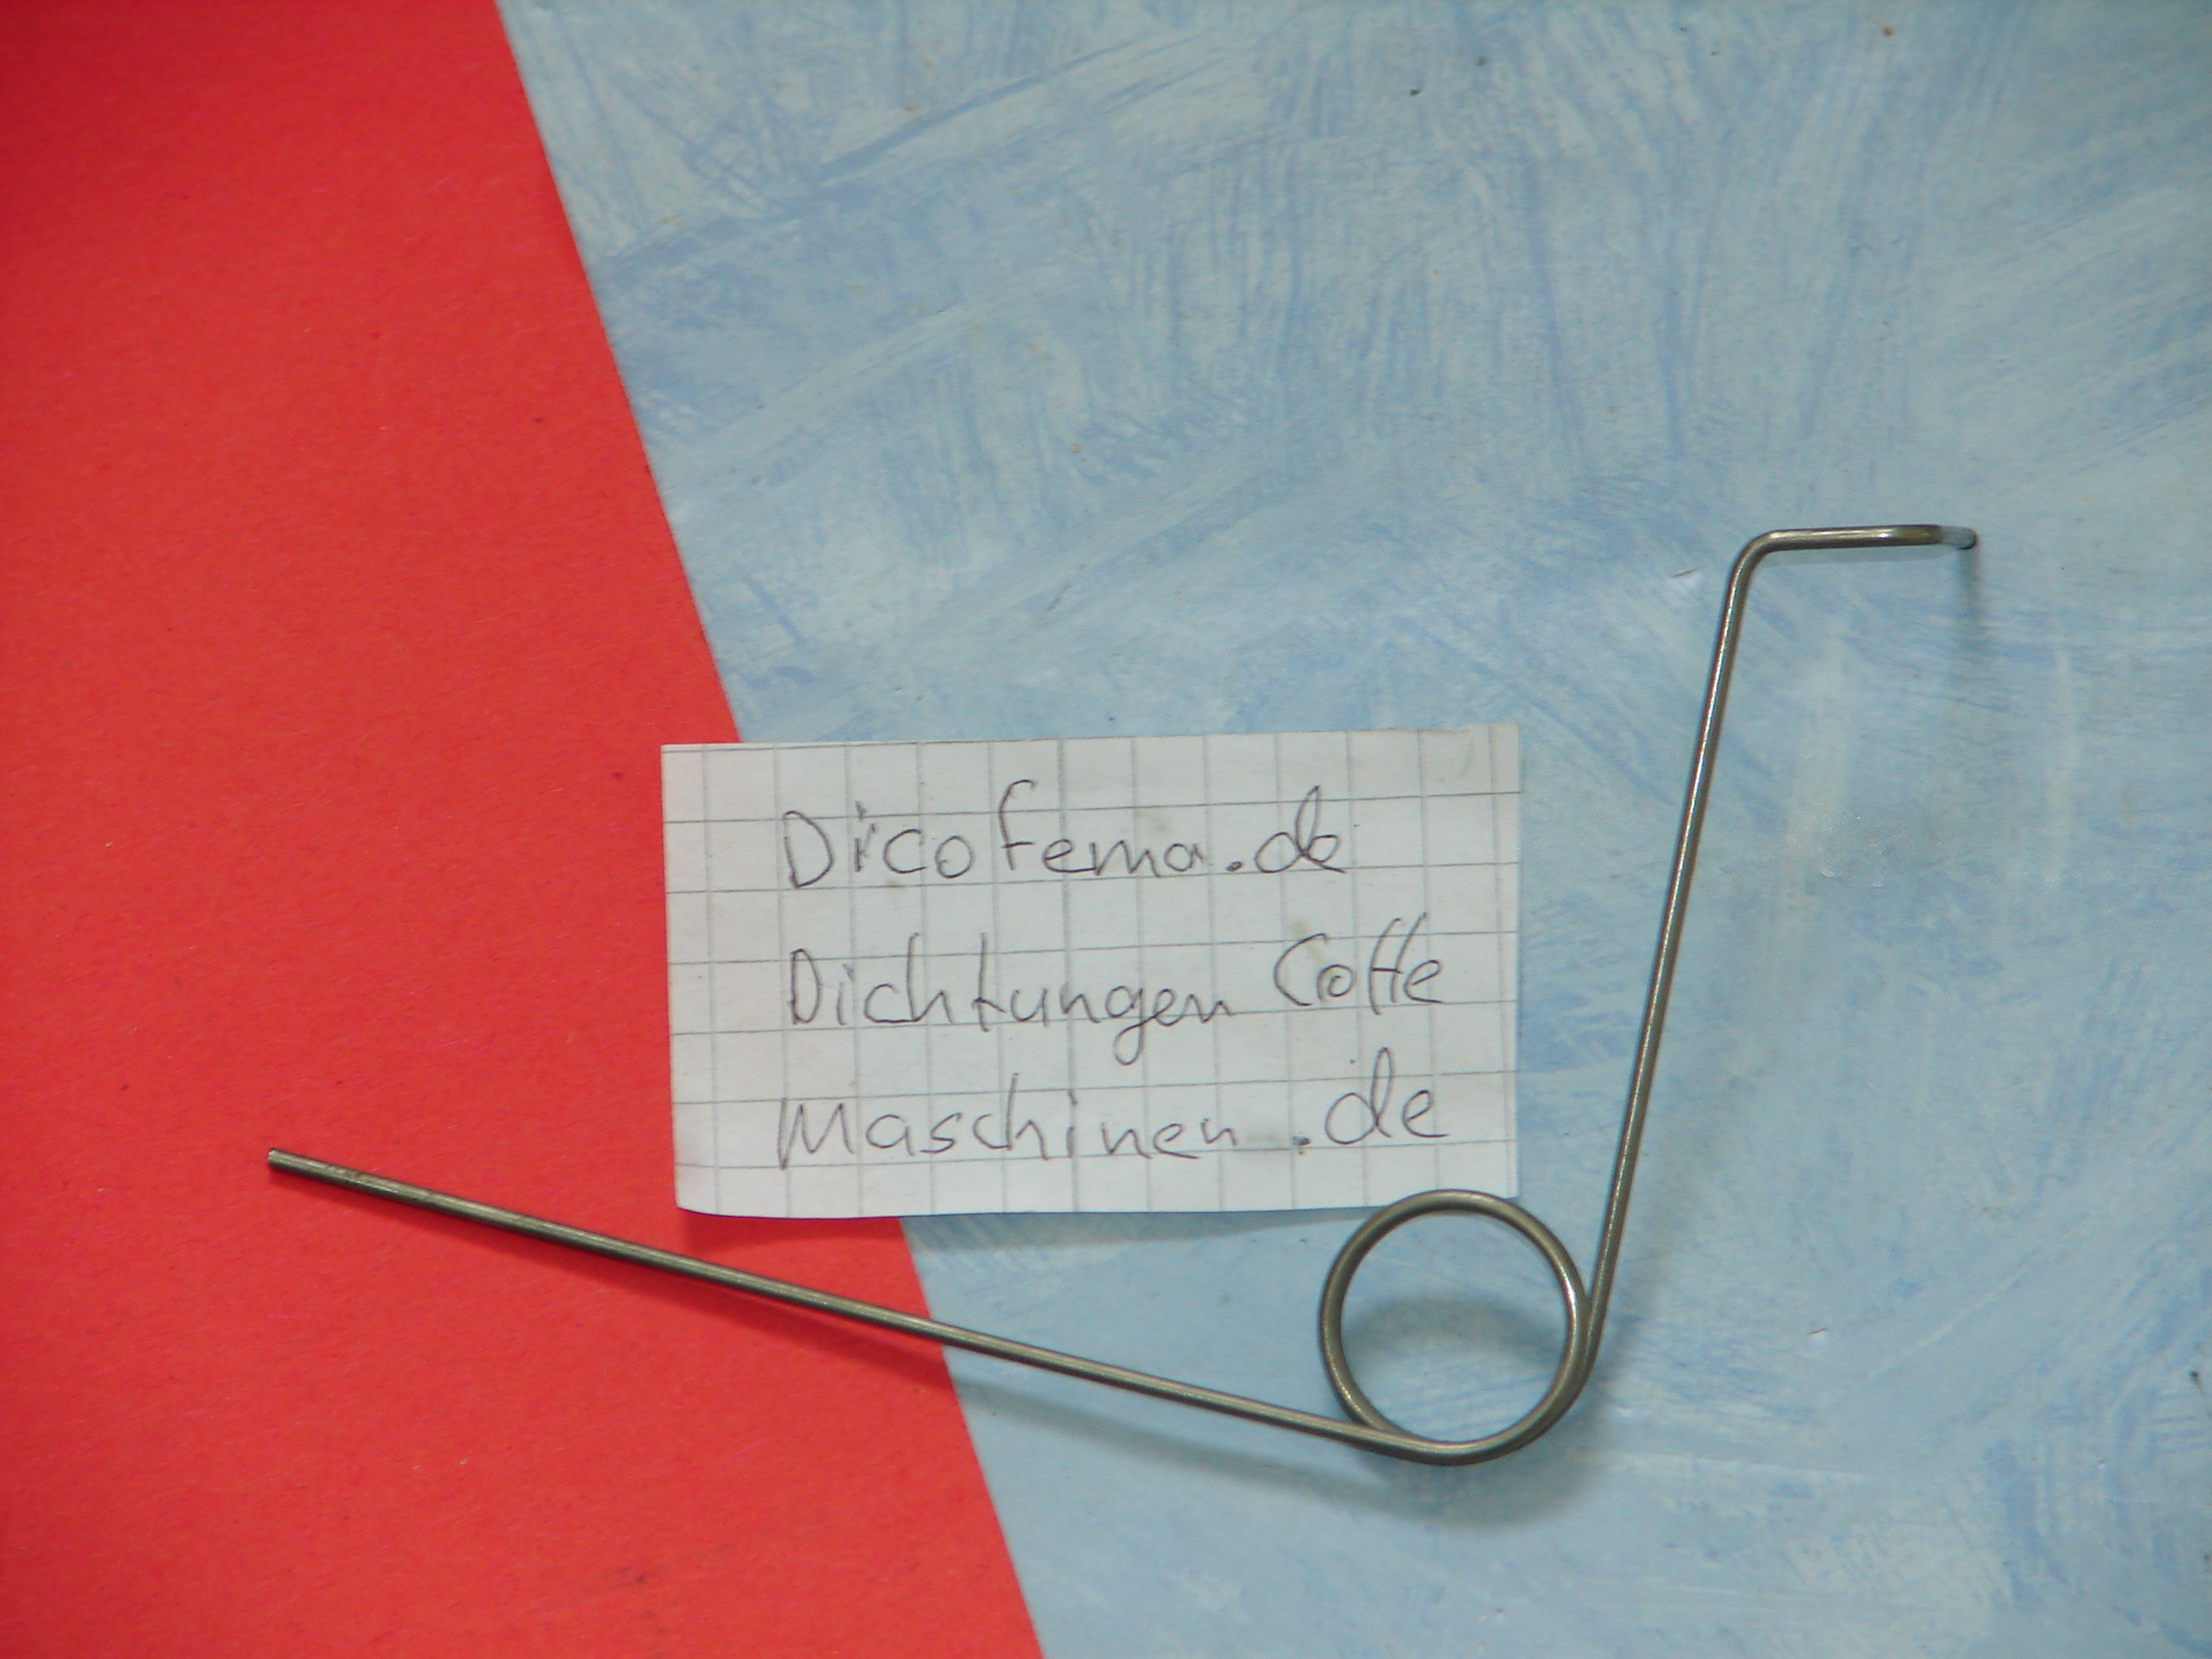 Dicofema.de
Dichtungen Coffe
Maschinen.de